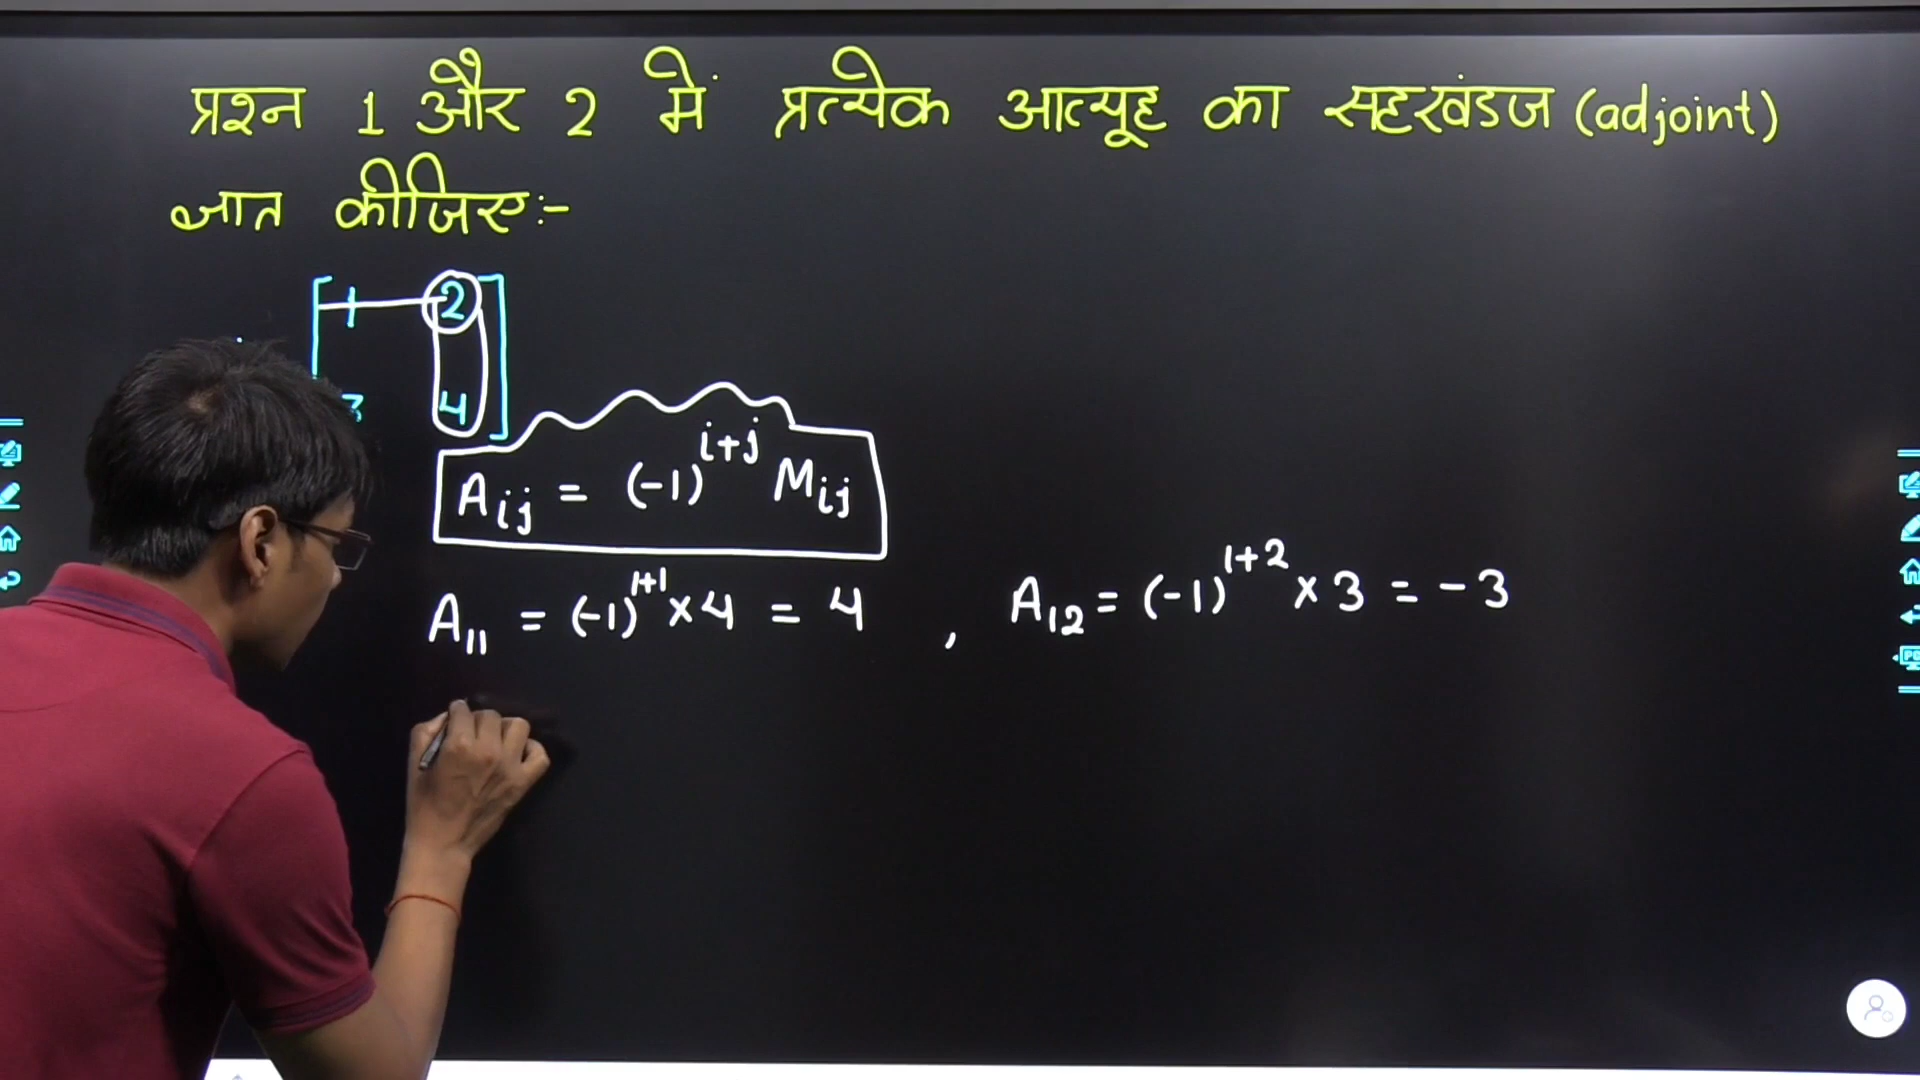 प्रश्न 1 और 2 में प्रत्येक आव्यूह का सहखंडज (adjoint)
ज्ञात कीजिए:-
1 2
3 4
Aij = (-1)^i+j Mij
A11 = (-1)^1+1 × 4 = 4 , A12 = (-1)^1+2 × 3 = -3